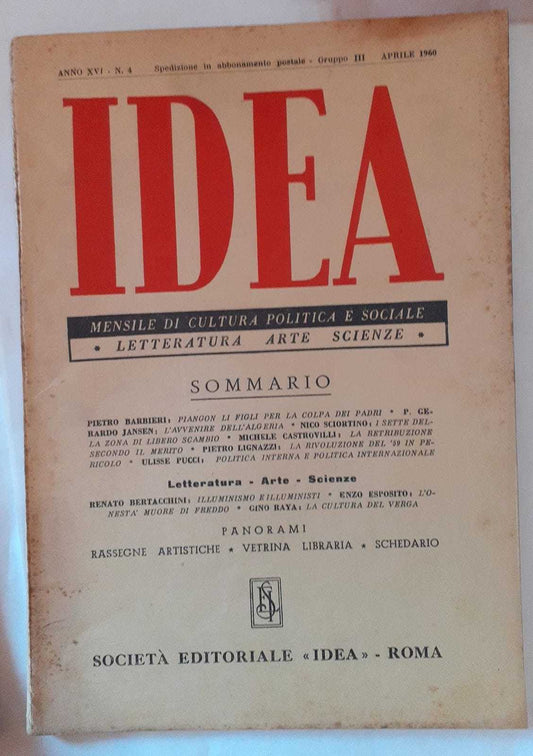 ANNO XVI - N. 4 Spedizione in abbonamento postale - Gruppo III APRILE 1960
IDEA
MENSILE DI CULTURA POLITICA E SOCIALE
* LETTERATURA ARTE SCIENZE *
SOMMARIO
PIETRO BARBIERI: PIANGON LI FIGLI PER LA COLPA DEI PADRI * P. GE-
RARDO JANSEN: L'AVVENIRE DELL'ALGERIA * NICO SCIORTINO: I SETTE DEL-
LA ZONA DI LIBERO SCAMBIO * MICHELE CASTROVILLI: LA RETRIBUZIONE
SECONDO IL MERITO * PIETRO LIGNAZZI: LA RIVOLUZIONE DEL '59 IN PE-
RICOLO * ULISSE PUCCI: POLITICA INTERNA E POLITICA INTERNAZIONALE
Letteratura - Arte - Scienze
RENATO BERTACCHINI: ILLUMINISMO E ILLUMINISTI * ENZO ESPOSITO: L'O-
NESTA' MUORE DI FREDDO * GINO RAYA: LA CULTURA DEL VERGA
PANORAMI
RASSEGNE ARTISTICHE ★ VETRINA LIBRARIA ★ SCHEDARIO
SOCIETÀ EDITORIALE «IDEA» - ROMA